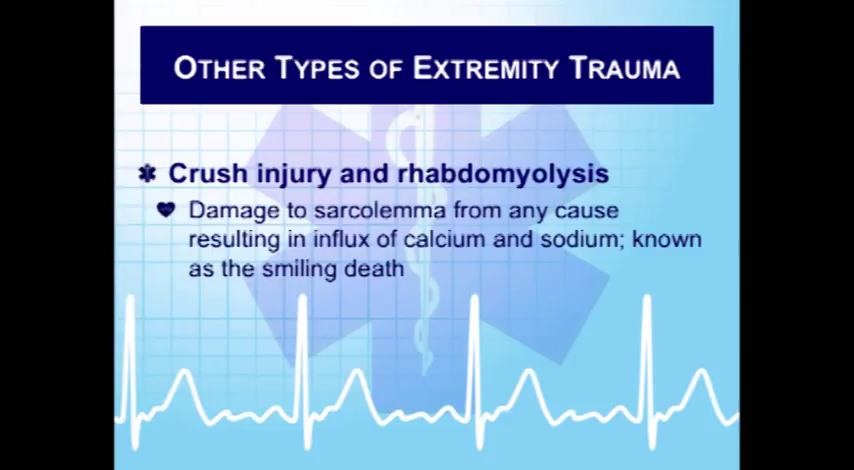 OTHER TYPES OF EXTREMITY TRAUMA
Crush injury and rhabdomyolysis
Damage to sarcolemma from any cause
resulting in influx of calcium and sodium; known
as the smiling death